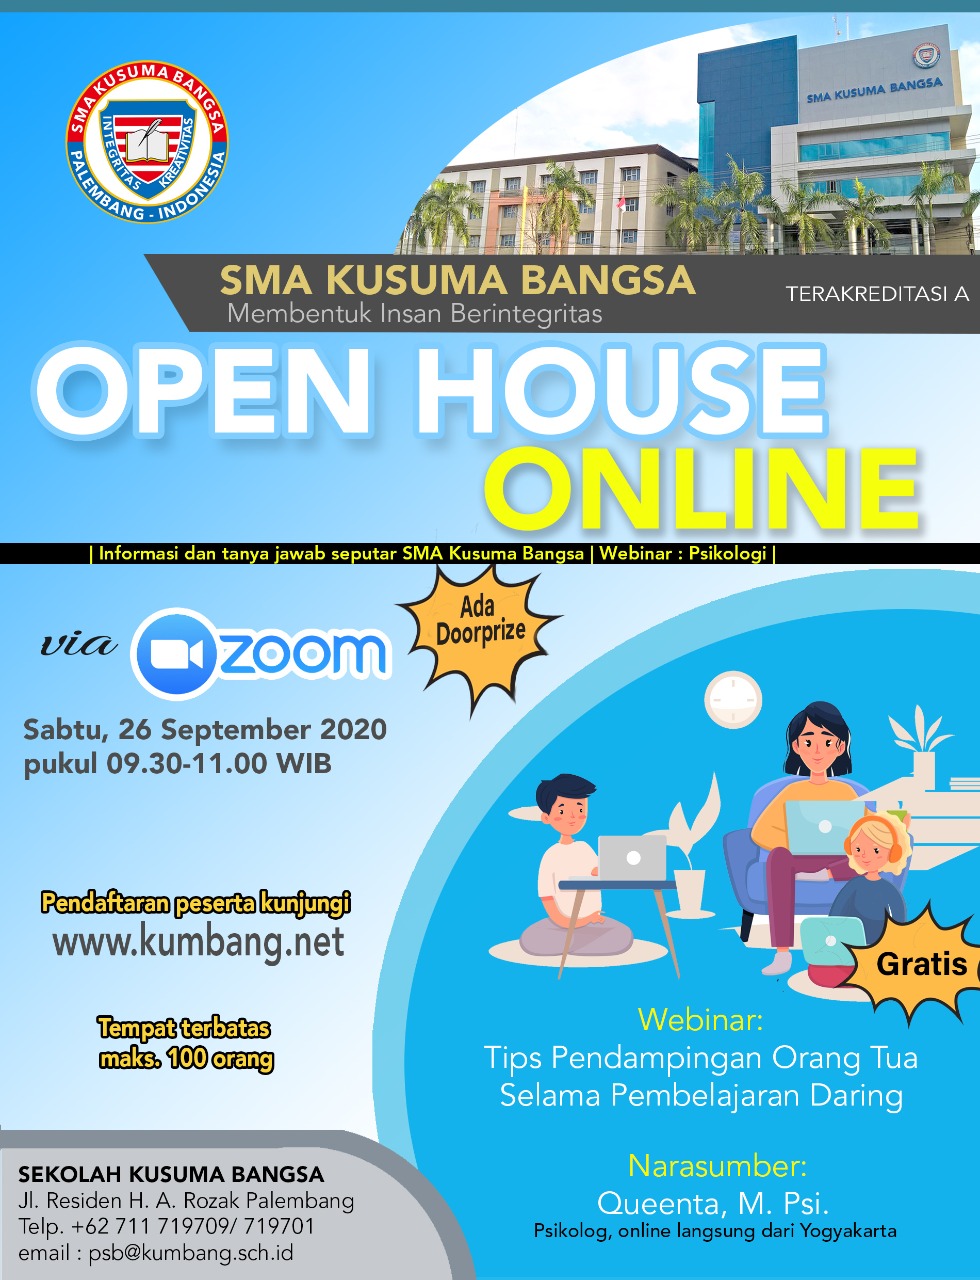 SMA KUSUMA BANGSA
PALEMBANG - INDONESIA
INTEGRITAS
KREATIVITAS
SMA KUSUMA BANGSA
SMA KUSUMA BANGSA
Membentuk Insan Berintegritas
TERAKREDITASI A
OPEN HOUSE
ONLINE
| Informasi dan tanya jawab seputar SMA Kusuma Bangsa | Webinar : Psikologi |
Ada
Doorprize
via zoom
Sabtu, 26 September 2020
pukul 09.30-11.00 WIB
Pendaftaran peserta kunjungi
www.kumbang.net
Tempat terbatas
maks. 100 orang
Gratis
Webinar:
Tips Pendampingan Orang Tua
Selama Pembelajaran Daring
Narasumber:
Queenta, M. Psi.
Psikolog, online langsung dari Yogyakarta
SEKOLAH KUSUMA BANGSA
Jl. Residen H. A. Rozak Palembang
Telp. +62 711 719709/ 719701
email : psb@kumbang.sch.id